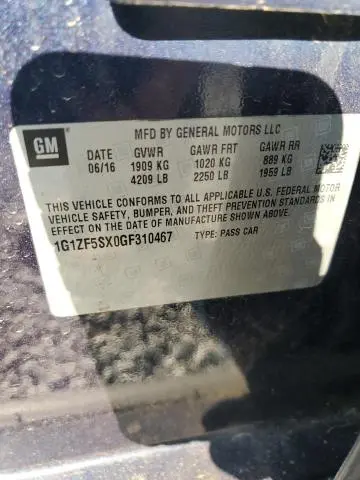 GM
MFD BY GENERAL MOTORS LLC
DATE GVWR GAWR FRT GAWR RR
06/16 1909 KG 1020 KG 889 KG
4209 LB 2250 LB 1959 LB
THIS VEHICLE CONFORMS TO ALL APPLICABLE U.S. FEDERAL MOTOR
VEHICLE SAFETY, BUMPER, AND THEFT PREVENTION STANDARDS IN
EFFECT ON THE DATE OF MANUFACTURE SHOWN ABOVE.
1G1ZF5SX0GF310467 TYPE: PASS CAR